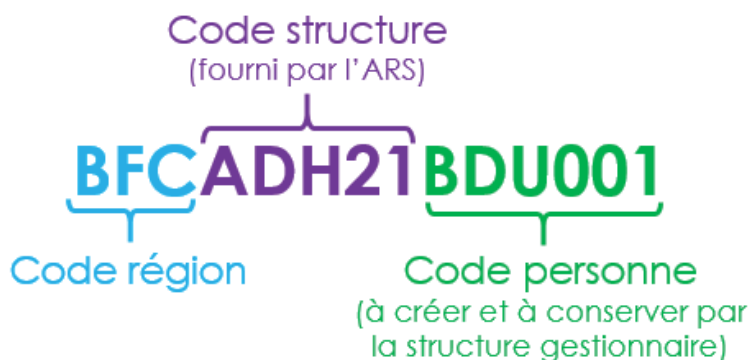 Code structure
(fourni par l'ARS)
BFCADH21BDU001
Code région
Code personne
(à créer et à conserver par
la structure gestionnaire)